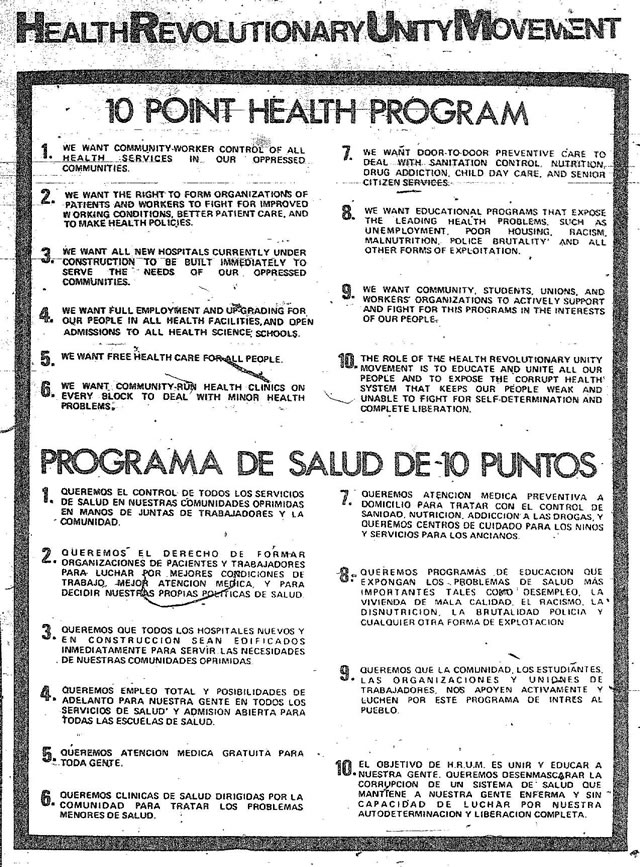 HEALTH REVOLUTIONARY UNITY MOVEMENT
10 POINT HEALTH PROGRAM
1. WE WANT COMMUNITY-WORKER CONTROL OF ALL
HEALTH SERVICES IN OUR OPPRESSED
COMMUNITIES.
2. WE WANT THE RIGHT TO FORM ORGANIZATIONS OF
PATIENTS AND WORKERS TO FIGHT FOR IMPROVED
WORKING CONDITIONS, BETTER PATIENT CARE, AND
TO MAKE HEALTH POLICIES.
3. WE WANT ALL NEW HOSPITALS CURRENTLY UNDER
CONSTRUCTION TO BE BUILT IMMEDIATELY TO
SERVE THE NEEDS OF OUR OPPRESSED
COMMUNITIES.
4. WE WANT FULL EMPLOYMENT AND UPGRADING FOR
OUR PEOPLE IN ALL HEALTH FACILITIES, AND OPEN
ADMISSIONS TO ALL HEALTH SCIENCE SCHOOLS.
5. WE WANT FREE HEALTH CARE FOR ALL PEOPLE.
6. WE WANT COMMUNITY-RUN HEALTH CLINICS ON
EVERY BLOCK TO DEAL WITH MINOR HEALTH
PROBLEMS.
7. WE WANT DOOR-TO-DOOR PREVENTIVE CARE TO
DEAL WITH SANITATION CONTROL, NUTRITION,
DRUG ADDICTION, CHILD DAY CARE, AND SENIOR
CITIZEN SERVICES.
8. WE WANT EDUCATIONAL PROGRAMS THAT EXPOSE
THE LEADING HEALTH PROBLEMS, SUCH AS
UNEMPLOYMENT, POOR HOUSING, RACISM,
MALNUTRITION, POLICE BRUTALITY AND ALL
OTHER FORMS OF EXPLOITATION.
9. WE WANT COMMUNITY, STUDENTS, UNIONS, AND
WORKERS' ORGANIZATIONS TO ACTIVELY SUPPORT
AND FIGHT FOR THIS PROGRAMS IN THE INTERESTS
OF OUR PEOPLE.
10. THE ROLE OF THE HEALTH REVOLUTIONARY UNITY
MOVEMENT IS TO EDUCATE AND UNITE ALL OUR
PEOPLE AND TO EXPOSE THE CORRUPT HEALTH
SYSTEM THAT KEEPS OUR PEOPLE WEAK AND
UNABLE TO FIGHT FOR SELF-DETERMINATION AND
COMPLETE LIBERATION.
PROGRAMA DE SALUD DE-10 PUNTOS
1. QUEREMOS EL CONTROL DE TODOS LOS SERVICIOS
DE SALUD EN NUESTRAS COMUNIDADES OPRIMIDAS
EN MANOS DE JUNTAS DE TRABAJADORES Y LA
COMUNIDAD.
2. QUEREMOS EL DERECHO DE FORMAR
ORGANIZACIONES DE PACIENTES Y TRABAJADORES
PARA LUCHAR POR MEJORES CONDICIONES DE
TRABAJO, MEJOR ATENCION MEDICA, Y PARA
DECIDIR NUESTRAS PROPIAS POLITICAS DE SALUD.
3. QUEREMOS QUE TODOS LOS HOSPITALES NUEVOS Y
EN CONSTRUCCION SEAN EDIFICADOS
INMEDIATAMENTE PARA SERVIR LAS NECESIDADES
DE NUESTRAS COMUNIDADES OPRIMIDAS.
4. QUEREMOS EMPLEO TOTAL Y POSIBILIDADES DE
ADELANTO PARA NUESTRA GENTE EN TODOS LOS
SERVICIOS DE SALUD Y ADMISION ABIERTA PARA
TODAS LAS ESCUELAS DE SALUD.
5. QUEREMOS ATENCION MEDICA GRATUITA PARA
TODA GENTE.
6. QUEREMOS CLINICAS DE SALUD DIRIGIDAS POR LA
COMUNIDAD PARA TRATAR LOS PROBLEMAS
MENORES DE SALUD.
7. QUEREMOS ATENCION MEDICA PREVENTIVA A
DOMICILIO PARA TRATAR CON EL CONTROL DE
SANIDAD, NUTRICION, ADDICCION A LAS DROGAS, Y
QUEREMOS CENTROS DE CUIDADO PARA LOS NINOS
Y SERVICIOS PARA LOS ANCIANOS.
8. QUEREMOS PROGRAMAS DE EDUCACION QUE
EXPONGAN LOS PROBLEMAS DE SALUD MÁS
IMPORTANTES TALES COMO DESEMPLEO, LA
VIVIENDA DE MALA CALIDAD, EL RACISMO, LA
DISNUTRICION, LA BRUTALIDAD POLICIA Y
CUALQUIER OTRA FORMA DE EXPLOTACION
9. QUEREMOS QUE LA COMUNIDAD, LOS ESTUDIANTES,
LAS ORGANIZACIONES Y UNIONES DE
TRABAJADORES, NOS APOYEN ACTIVAMENTE Y
LUCHEN POR ESTE PROGRAMA DE INTRÉS AL
PUEBLO.
10. EL OBJETIVO DE H.R.U.M. ES UNIR Y EDUCAR A
NUESTRA GENTE. QUEREMOS DESENMASCARAR LA
CORRUPCION DE UN SISTEMA DE SALUD QUE
MANTIENE A NUESTRA GENTE ENFERMA Y SIN
CAPACIDAD DE LUCHAR POR NUESTRA
AUTODETERMINACION Y LIBERACION COMPLETA.